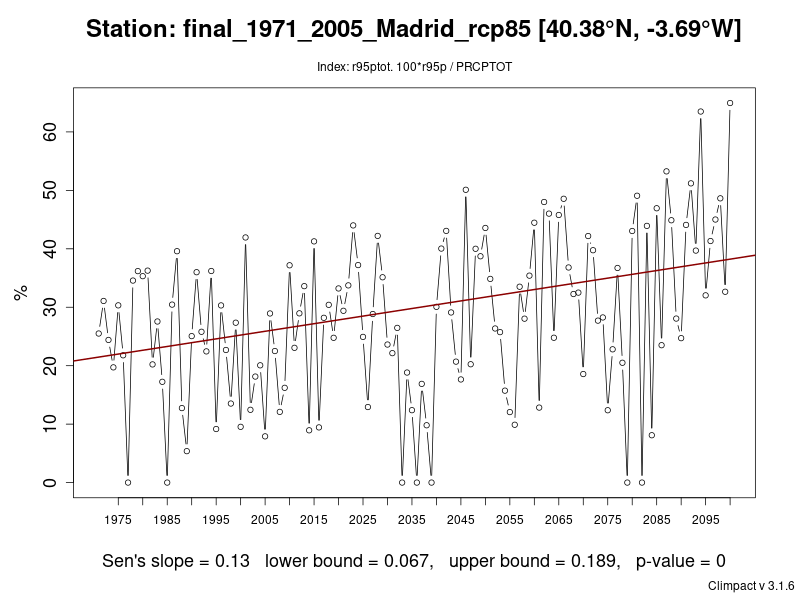 Station: final_1971_2005_Madrid_rcp85 [40.38°N, -3.69°W]
Index: r95ptot. 100*r95p / PRCPTOT
%
60
50
40
30
20
10
0
1975 1985 1995 2005 2015 2025 2035 2045 2055 2065 2075 2085 2095
Sen's slope = 0.13 lower bound = 0.067, upper bound = 0.189, p-value = 0
Climpact v 3.1.6